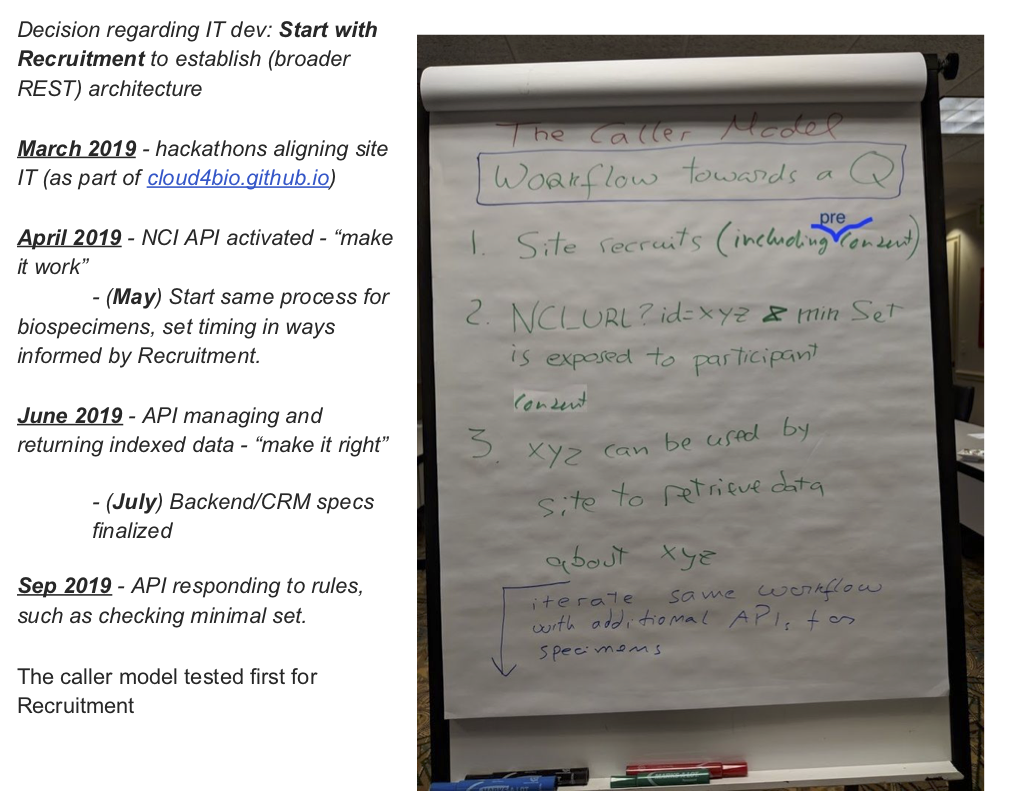 Decision regarding IT dev: Start with
Recruitment to establish (broader
REST) architecture
March 2019 - hackathons aligning site
IT (as part of cloud4bio.github.io)
April 2019 - NCI API activated - “make
it work”
- (May) Start same process for
biospecimens, set timing in ways
informed by Recruitment.
June 2019 - API managing and
returning indexed data - “make it right”
- (July) Backend/CRM specs
finalized
Sep 2019 - API responding to rules,
such as checking minimal set.
The caller model tested first for
Recruitment
The Caller Model
Workflow towards a Q
pre
1. Site recruits (including consent)
2. NCI_URL?id=xyz & min Set
is exposed to participant
consent
3. xyz can be used by
site to retrieve data
about xyz
iterate same workflow
with additional API, for
specimens